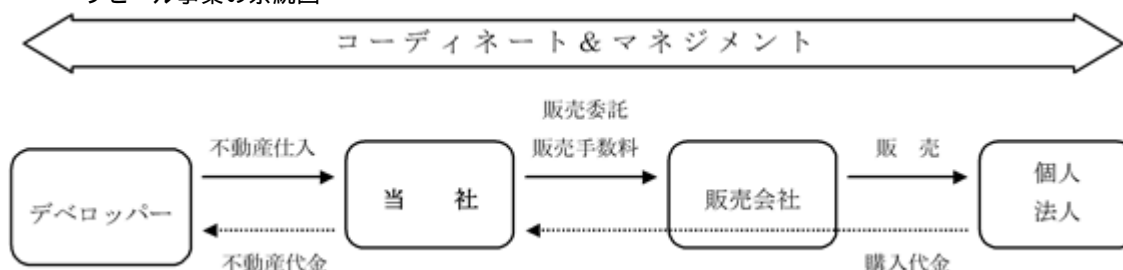 コーディネート&マネジメント
販売委託
不動産仕入
販売手数料
販 売
デベロッパー
当 社
販売会社
個人
法人
不動産代金
購入代金